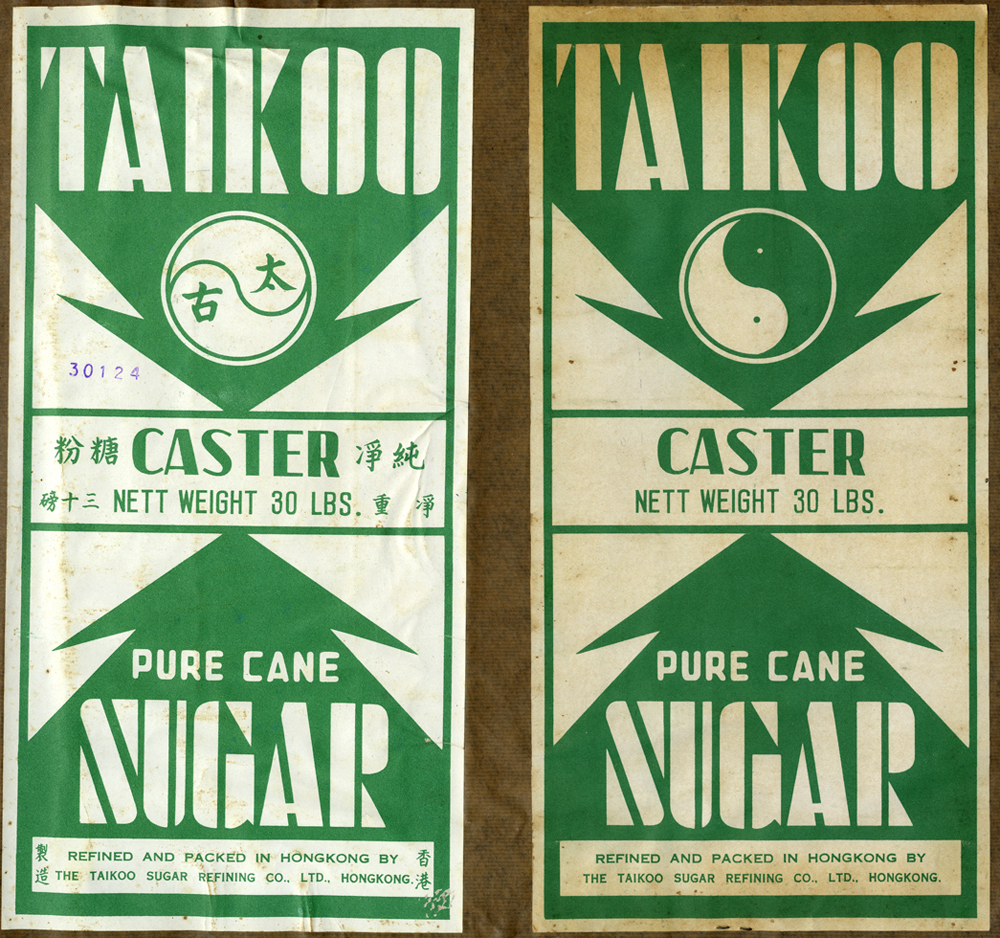 TAIKOO
太
古
30124
粉糖 CASTER 凈純
磅十三 NETT WEIGHT 30 LBS. 重 凈
PURE CANE
SUGAR
製造 REFINED AND PACKED IN HONGKONG BY 香港
THE TAIKOO SUGAR REFINING CO., LTD., HONGKONG.
TAIKOO
CASTER
NETT WEIGHT 30 LBS.
PURE CANE
SUGAR
REFINED AND PACKED IN HONGKONG BY
THE TAIKOO SUGAR REFINING CO., LTD., HONGKONG.